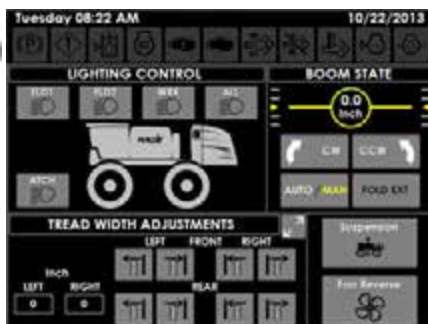 Tuesday 08:22 AM 10/22/2013
LIGHTING CONTROL
BOOM STATE
FLD1 FLD2 WRK ALL
0.0
Inch
CW CCW
ATCH
AUTO /MAN
FOLD EXT
TREAD WIDTH ADJUSTMENTS
LEFT FRONT RIGHT
Suspension
Inch
LEFT RIGHT
REAR
0 0
Fan Reverse